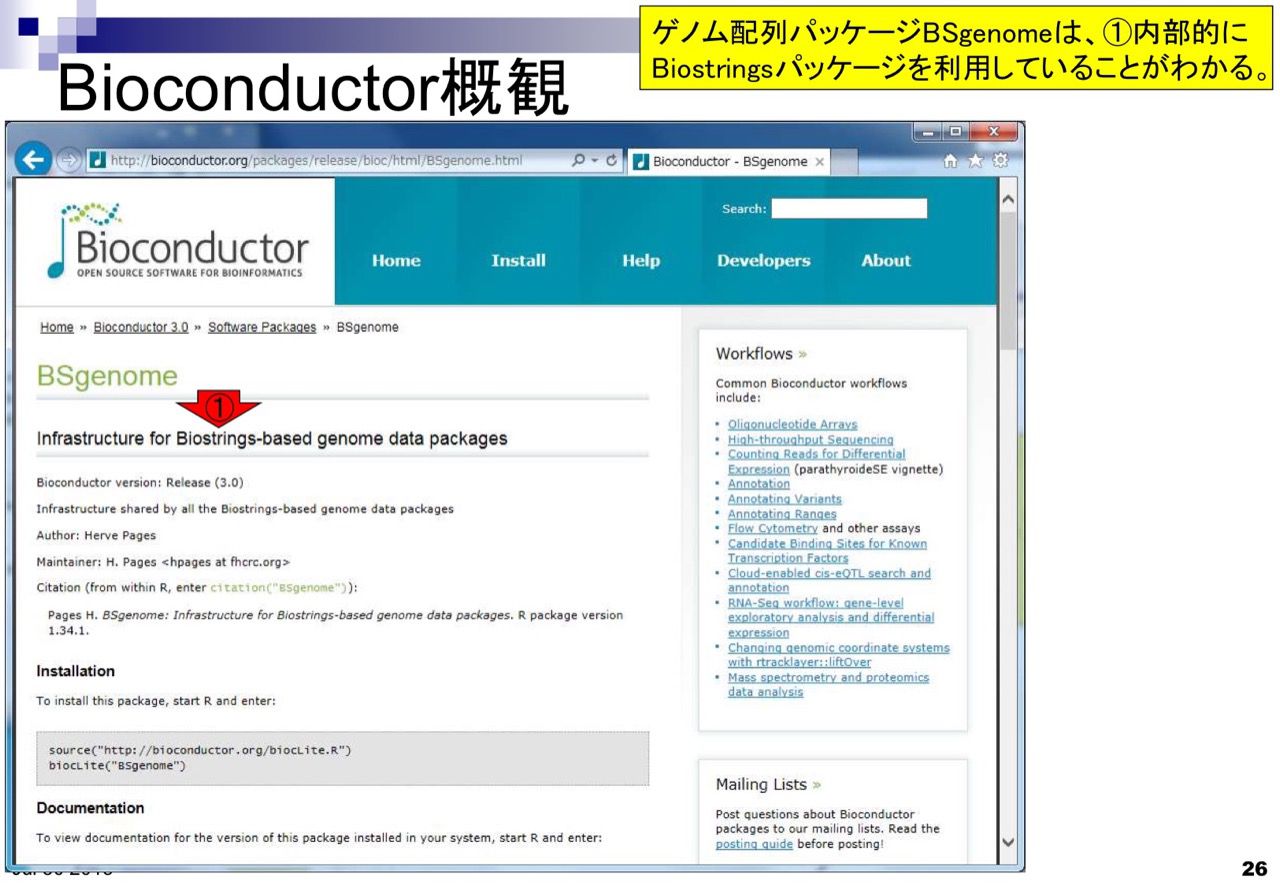 ゲノム配列パッケージBSgenomeは、①内部的に
Biostringsパッケージを利用していることがわかる。
Bioconductor概観
http://bioconductor.org/packages/release/bioc/html/BSgenome.html
Bioconductor - BSgenome
Search:
Bioconductor
OPEN SOURCE SOFTWARE FOR BIOINFORMATICS
Home Install Help Developers About
Home » Bioconductor 3.0 » Software Packages » BSgenome
BSgenome
①
Infrastructure for Biostrings-based genome data packages
Bioconductor version: Release (3.0)
Infrastructure shared by all the Biostrings-based genome data packages
Author: Herve Pages
Maintainer: H. Pages <hpages at fhcrc.org>
Citation (from within R, enter citation("BSgenome")):
Pages H. BSgenome: Infrastructure for Biostrings-based genome data packages. R package version
1.34.1.
Installation
To install this package, start R and enter:
source("http://bioconductor.org/biocLite.R")
biocLite("BSgenome")
Documentation
To view documentation for the version of this package installed in your system, start R and enter:
Workflows »
Common Bioconductor workflows
include:
• Oligonucleotide Arrays
• High-throughput Sequencing
• Counting Reads for Differential
Expression (parathyroideSE vignette)
• Annotation
• Annotating Variants
• Annotating Ranges
• Flow Cytometry and other assays
• Candidate Binding Sites for Known
Transcription Factors
• Cloud-enabled cis-eQTL search and
annotation
• RNA-Seq workflow: gene-level
exploratory analysis and differential
expression
• Changing genomic coordinate systems
with rtracklayer::liftOver
• Mass spectrometry and proteomics
data analysis
Mailing Lists »
Post questions about Bioconductor
packages to our mailing lists. Read the
posting guide before posting!
26